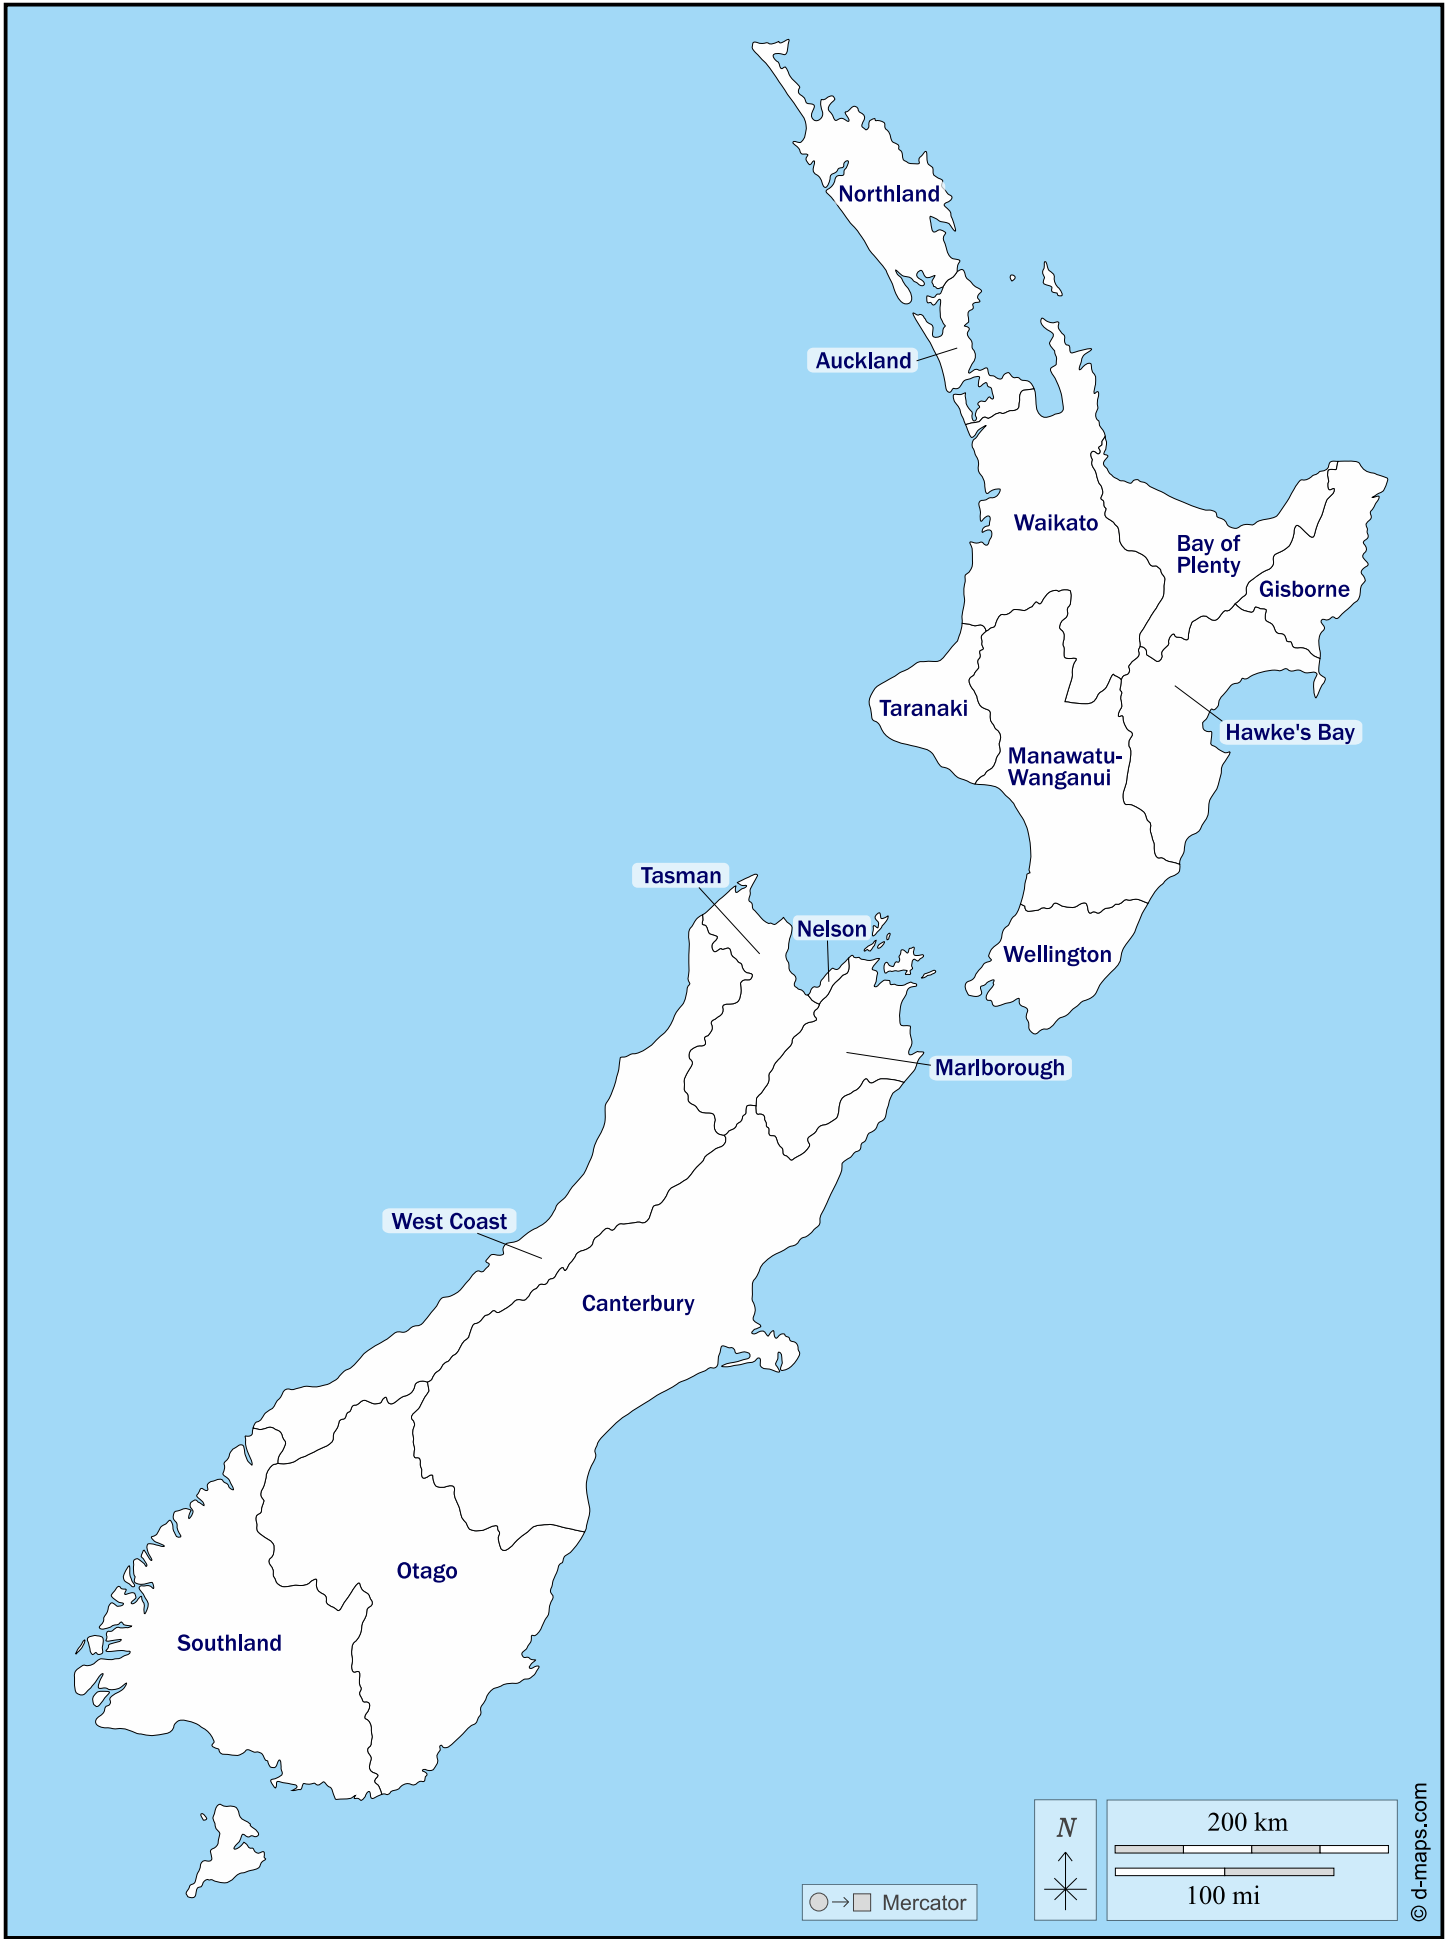 Northland
Auckland
Waikato
Bay of
Plenty
Gisborne
Taranaki
Hawke's Bay
Manawatu-
Wanganui
Tasman
Nelson
Wellington
Marlborough
West Coast
Canterbury
Otago
Southland
N
200 km
100 mi
Mercator
© d-maps.com